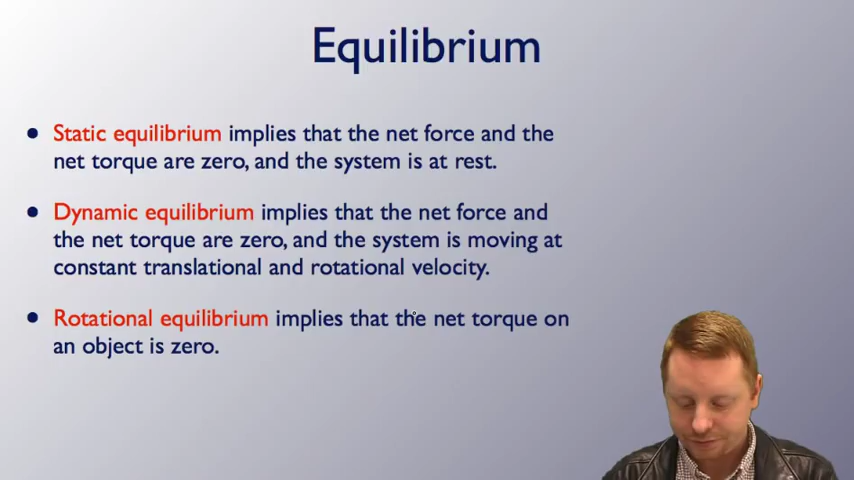 Equilibrium
• Static equilibrium implies that the net force and the
net torque are zero, and the system is at rest.
• Dynamic equilibrium implies that the net force and
the net torque are zero, and the system is moving at
constant translational and rotational velocity.
• Rotational equilibrium implies that the net torque on
an object is zero.